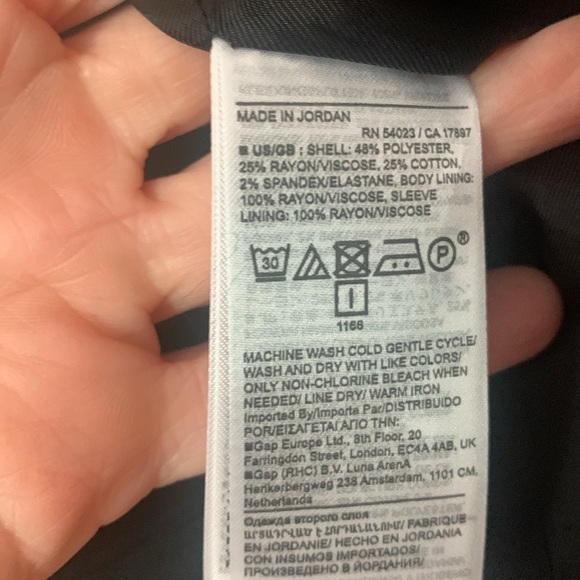 MADE IN JORDAN
RN 54023 / CA 17897
■ US/GB : SHELL: 48% POLYESTER,
25% RAYON/VISCOSE, 25% COTTON,
2% SPANDEX/ELASTANE, BODY LINING:
100% RAYON/VISCOSE, SLEEVE
LINING: 100% RAYON/VISCOSE
30 P ®
1166
MACHINE WASH COLD GENTLE CYCLE/
WASH AND DRY WITH LIKE COLORS/
ONLY NON-CHLORINE BLEACH WHEN
NEEDED/ LINE DRY/ WARM IRON
Imported By/Importe Par/DISTRIBUIDO
POR/ΕΙΣΑΓΕΤΑΙ ΑΠΟ ΤΗΝ:
■Gap Europe Ltd., 8th Floor, 20
Farringdon Street, London, EC4A 4AB, UK
■Gap (RHC) B.V. Luna ArenA
Herikerbergweg 238 Amsterdam, 1101 CM,
Netherlands
Одежда второго слоя
ԱՐՏԱԴՐՎԱԾ Է ՀՈՐԴԱՆԱՆՈՒՄ/ FABRIQUE
EN JORDANIE/ HECHO EN JORDANIA
CON INSUMOS IMPORTADOS/
ПРОИЗВЕДЕНО В ЙОРДАНИЯ/